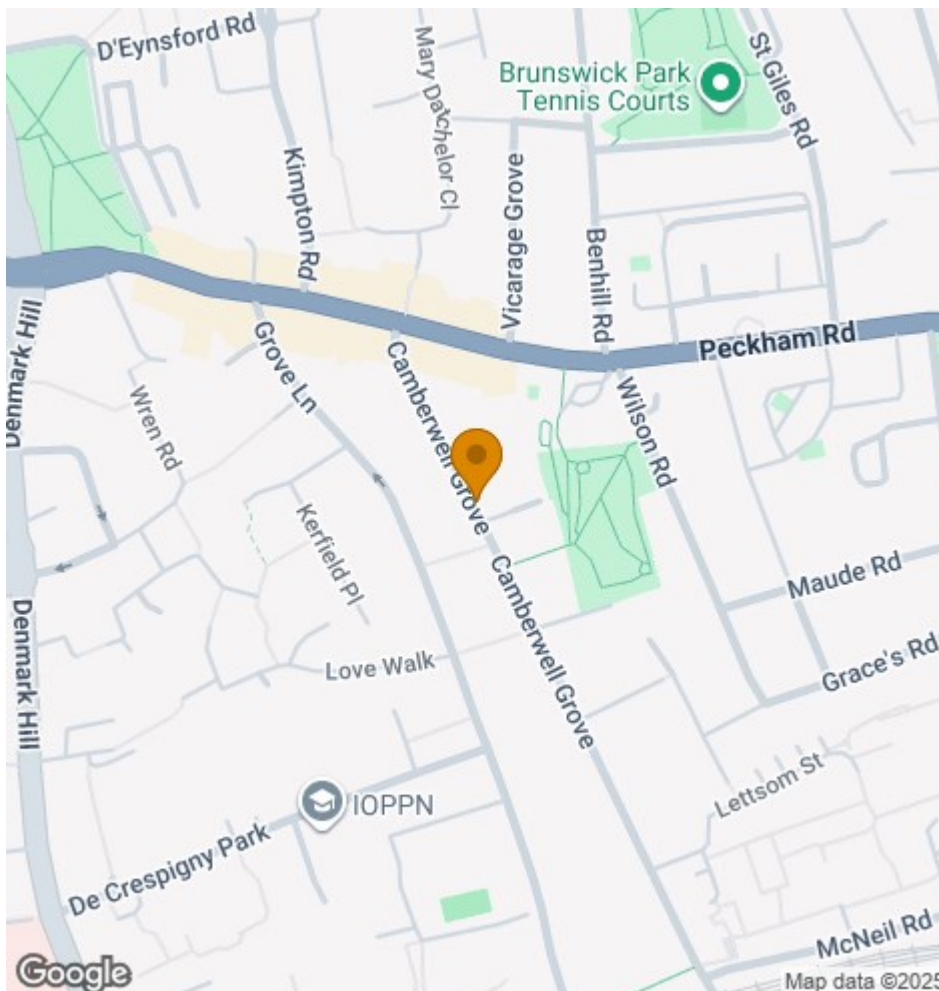 D'Eynsford Rd
Mary Datchelor Cl
Brunswick Park
Tennis Courts
St Giles Rd
Kimpton Rd
Vicarage Grove
Benhill Rd
Denmark Hill
Grove Ln
Camberwell Grove
Peckham Rd
Wren Rd
Wilson Rd
Kerfield Pl
Camberwell Grove
Maude Rd
Denmark Hill
Love Walk
Grace's Rd
Lettsom St
IOPPN
De Crespigny Park
McNeil Rd
Google
Map data ©2025